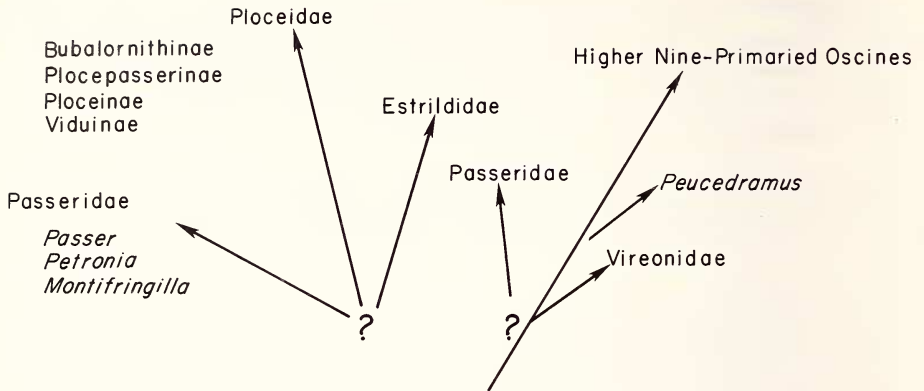 Ploceidae
Bubalornithinae
Plocepasserinae
Ploceinae
Viduinae
Higher Nine-Primaried Oscines
Estrildidae
Passeridae
Peucedramus
Passeridae
Passer
Petronia
Montifringilla
Vireonidae
?
?